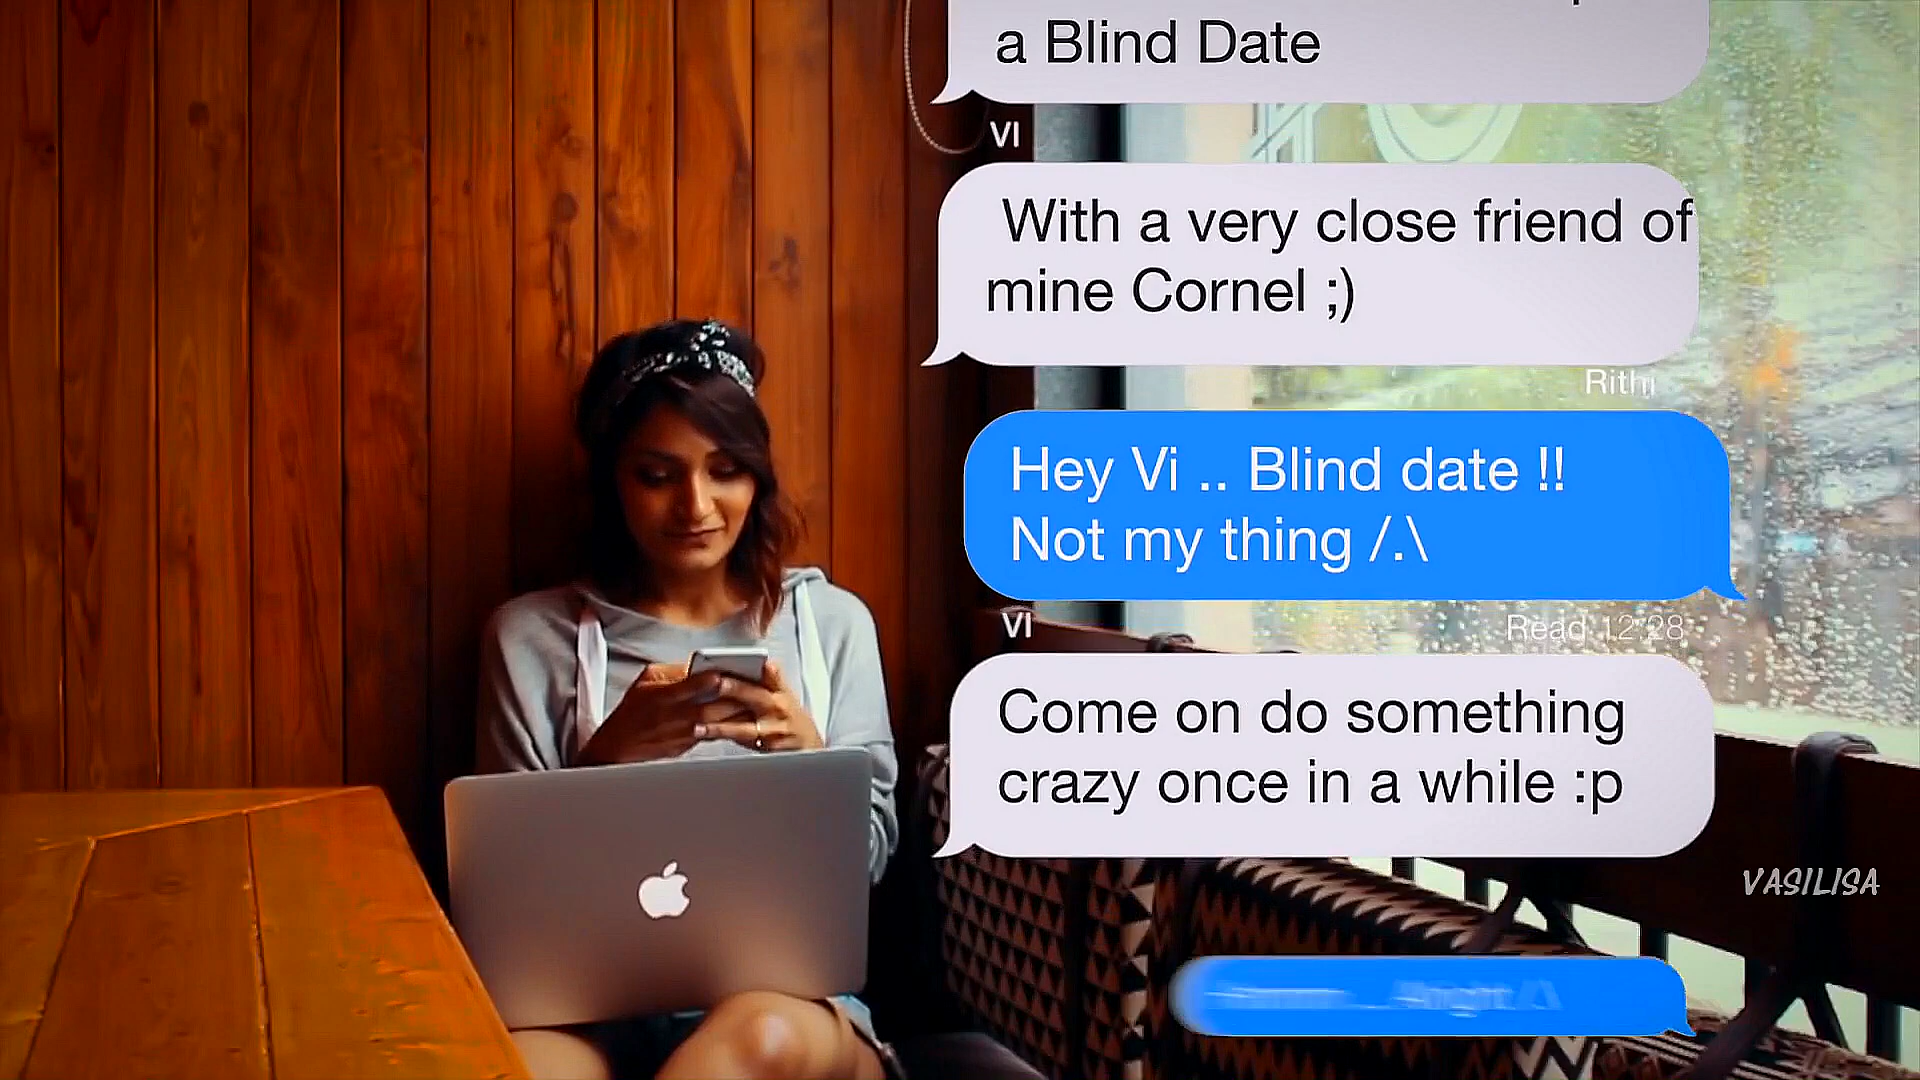 a Blind Date
VI
With a very close friend of
mine Cornel ;)
Rithi
Hey Vi .. Blind date !!
Not my thing /.\
VI
Read 12:28
Come on do something
crazy once in a while :p
VASILISA